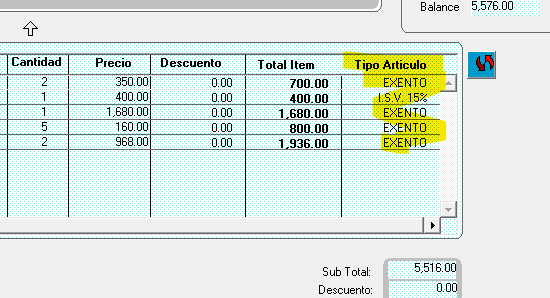 Balance 5,576.00
Cantidad Precio Descuento Total Item Tipo Articulo
2 350.00 0.00 700.00 EXENTO
1 400.00 0.00 400.00 I.S.V. 15%
1 1,680.00 0.00 1,680.00 EXENTO
5 160.00 0.00 800.00 EXENTO
2 968.00 0.00 1,936.00 EXENTO
Sub Total: 5,516.00
Descuento: 0.00